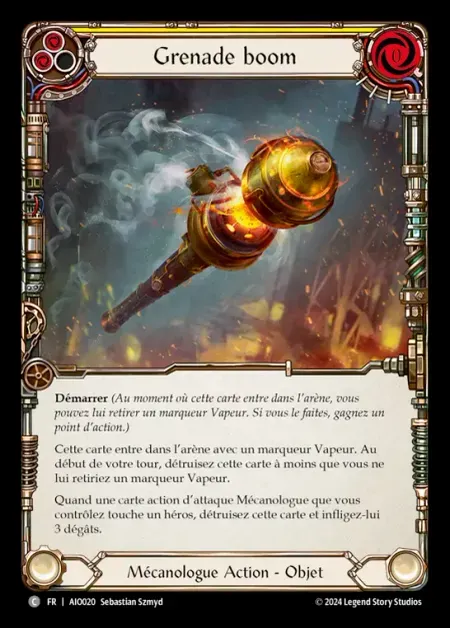 Grenade boom
0
Démarrer (Au moment où cette carte entre dans l'arène, vous
pouvez lui retirer un marqueur Vapeur. Si vous le faites, gagnez un
point d'action.)
Cette carte entre dans l'arène avec un marqueur Vapeur. Au
début de votre tour, détruisez cette carte à moins que vous ne
lui retiriez un marqueur Vapeur.
Quand une carte action d'attaque Mécanologue que vous
contrôlez touche un héros, détruisez cette carte et infligez-lui
3 dégâts.
Mécanologue Action - Objet
C FR | AIO020 Sebastian Szmyd
© 2024 Legend Story Studios